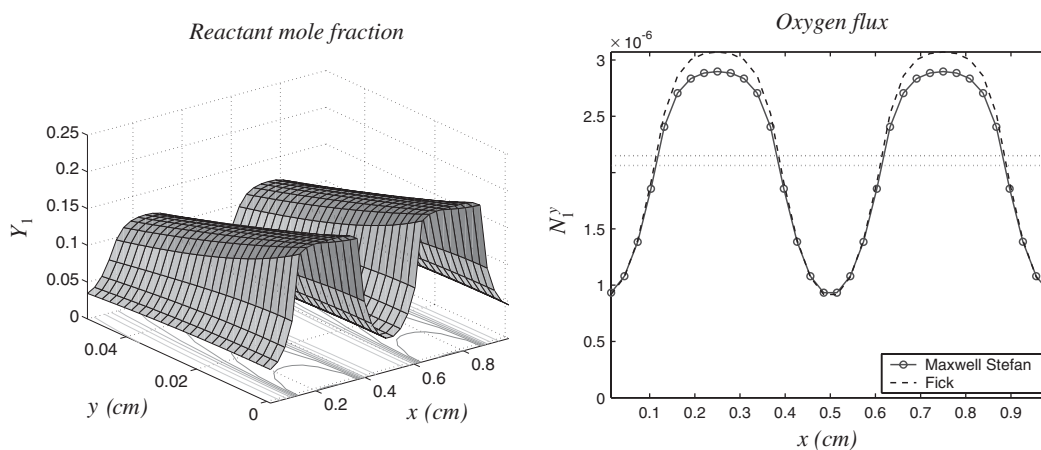 Reactant mole fraction
0.25
0.2
0.15
0.1
0.05
0
Y1
0.04
0.02
0
y (cm)
0.2
0.4
0.6
0.8
x (cm)
Oxygen flux
× 10⁻⁶
3
2.5
2
1.5
1
0.5
0
N1^y
0.1 0.2 0.3 0.4 0.5 0.6 0.7 0.8 0.9
x (cm)
Maxwell Stefan
Fick